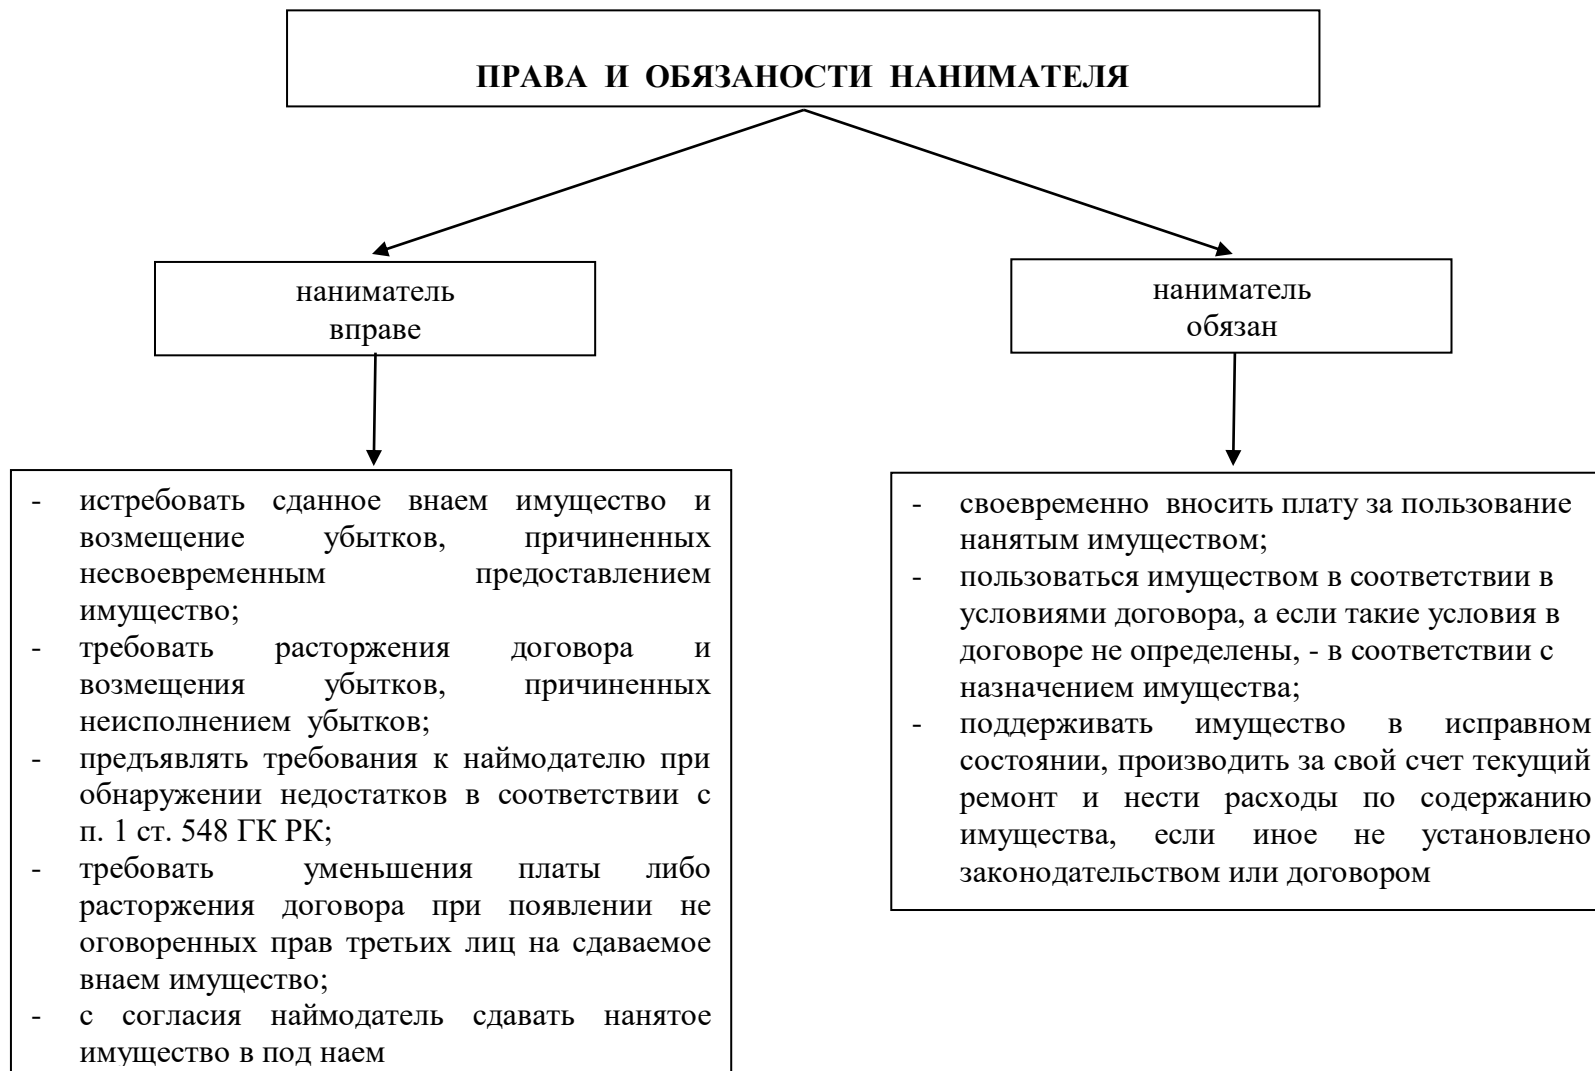 ПРАВА И ОБЯЗАНОСТИ НАНИМАТЕЛЯ
наниматель
вправе
наниматель
обязан
- истребовать сданное внаем имущество и
возмещение убытков, причиненных
несвоевременным предоставлением
имущество;
- требовать расторжения договора и
возмещения убытков, причиненных
неисполнением убытков;
- предъявлять требования к наймодателю при
обнаружении недостатков в соответствии с
п. 1 ст. 548 ГК РК;
- требовать уменьшения платы либо
расторжения договора при появлении не
оговоренных прав третьих лиц на сдаваемое
внаем имущество;
- с согласия наймодатель сдавать нанятое
имущество в под наем
- своевременно вносить плату за пользование
нанятым имуществом;
- пользоваться имуществом в соответствии в
условиями договора, а если такие условия в
договоре не определены, - в соответствии с
назначением имущества;
- поддерживать имущество в исправном
состоянии, производить за свой счет текущий
ремонт и нести расходы по содержанию
имущества, если иное не установлено
законодательством или договором